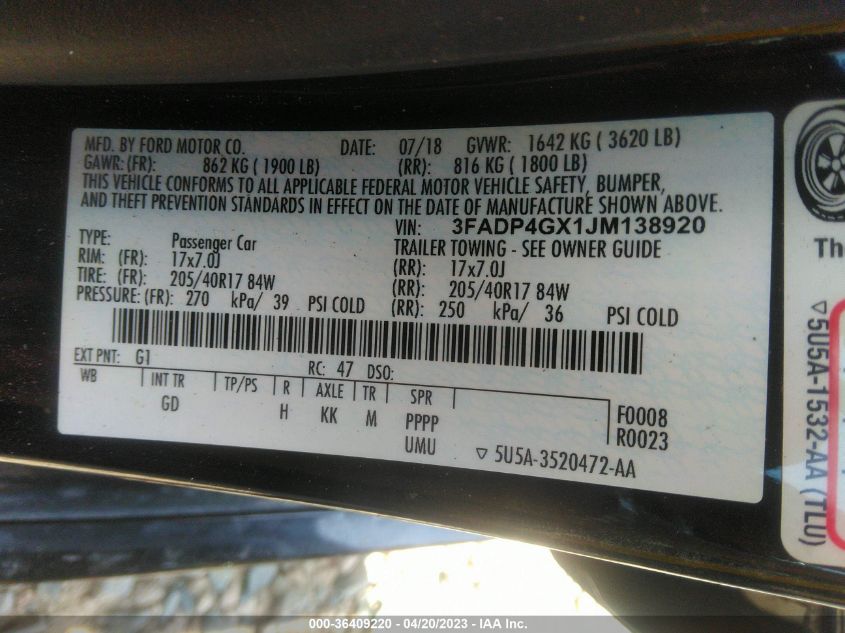 MFD. BY FORD MOTOR CO. DATE: 07/18 GVWR: 1642 KG ( 3620 LB)
GAWR: (FR): 862 KG ( 1900 LB) (RR): 816 KG ( 1800 LB)
THIS VEHICLE CONFORMS TO ALL APPLICABLE FEDERAL MOTOR VEHICLE SAFETY, BUMPER,
AND THEFT PREVENTION STANDARDS IN EFFECT ON THE DATE OF MANUFACTURE SHOWN ABOVE.
VIN: 3FADP4GX1JM138920
TYPE: Passenger Car TRAILER TOWING - SEE OWNER GUIDE
RIM: (FR): 17x7.0J (RR): 17x7.0J
TIRE: (FR): 205/40R17 84W (RR): 205/40R17 84W
PRESSURE: (FR): 270 kPa/ 39 PSI COLD (RR): 250 kPa/ 36 PSI COLD
EXT PNT: G1 RC: 47 DSO:
WB INT TR TP/PS R AXLE TR SPR
GD H KK M PPPP F0008
UMU R0023
▽ 5U5A-3520472-AA
Th
▽5U5A-1532-AA (TLU)
000-36409220 - 04/20/2023 - IAA Inc.